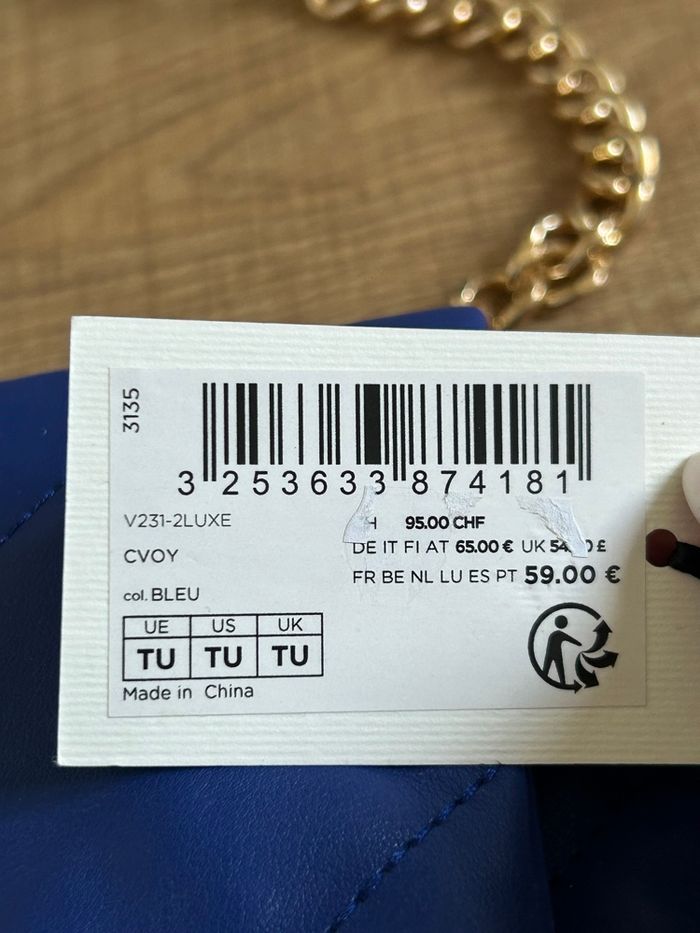 3135
3 253633 874181
V231-2LUXE
H 95.00 CHF
CVOY
DE IT FI AT 65.00 € UK £
col. BLEU
FR BE NL LU ES PT 59.00 €
UE US UK
TU TU TU
Made in China